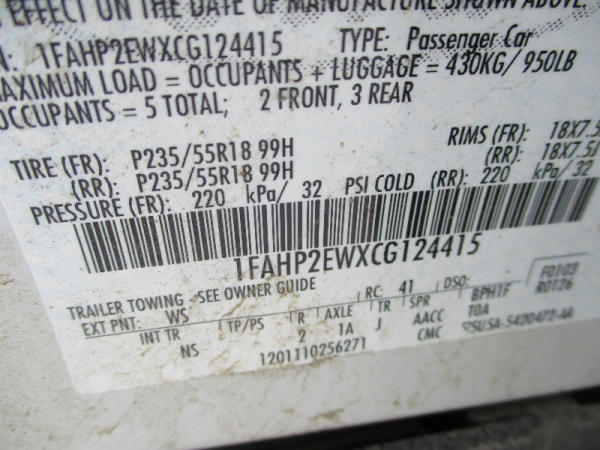 EFFECT ON THE DATE OF MANUFACTURE SHOWN ABOVE.
1FAHP2EWXCG124415 TYPE: Passenger Car
MAXIMUM LOAD = OCCUPANTS + LUGGAGE = 430KG/950LB
OCCUPANTS = 5 TOTAL; 2 FRONT, 3 REAR
TIRE (FR): P235/55R18 99H RIMS (FR): 18X7.5
(RR): P235/55R18 99H (RR): 18X7.5J
PRESSURE (FR): 220 kPa/ 32 PSI COLD (RR): 220 kPa/ 32
1FAHP2EWXCG124415
TRAILER TOWING - SEE OWNER GUIDE RC: 41 DSO: F0103
EXT PNT: WS R0126
INT TR TP/PS R AXLE TR SPR BPH1F
NS 2 1A J AACC TOA
1201110256271 CMC